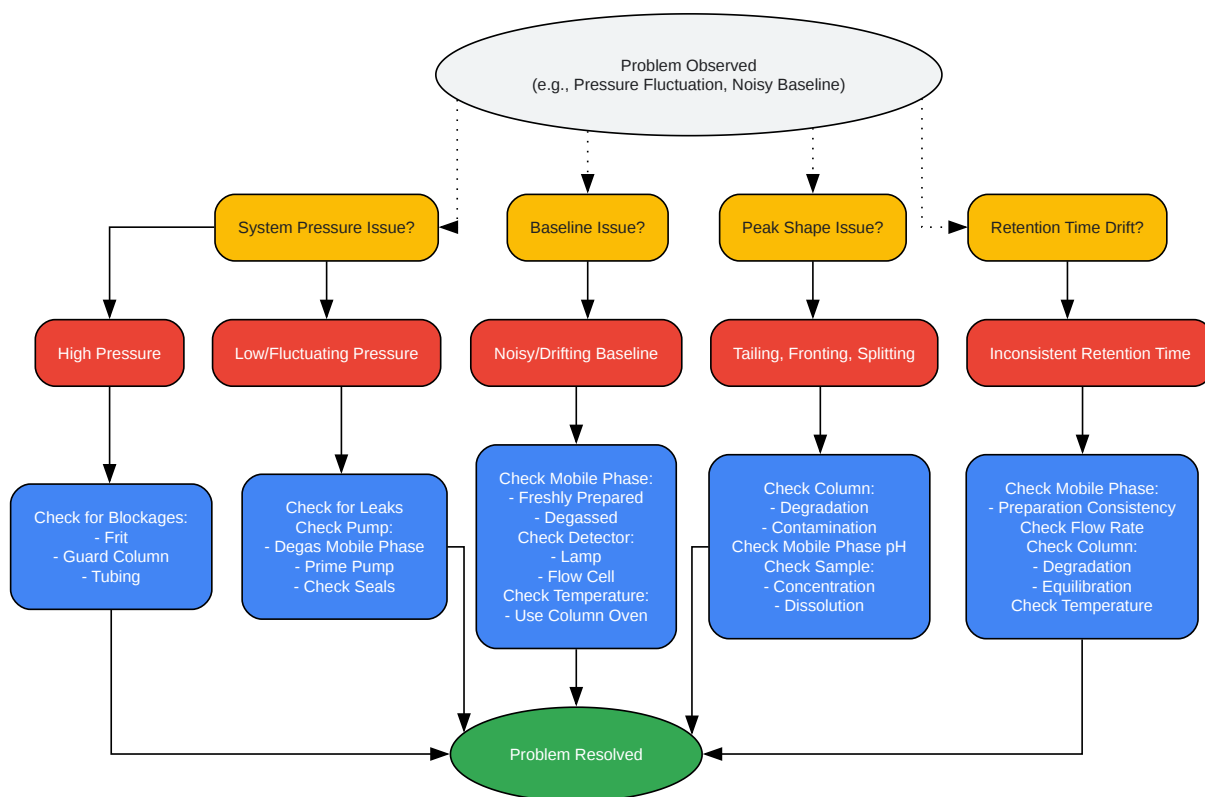 Problem Observed
(e.g., Pressure Fluctuation, Noisy Baseline)
System Pressure Issue?
Baseline Issue?
Peak Shape Issue?
Retention Time Drift?
High Pressure
Low/Fluctuating Pressure
Noisy/Drifting Baseline
Tailing, Fronting, Splitting
Inconsistent Retention Time
Check for Blockages:
- Frit
- Guard Column
- Tubing
Check for Leaks
Check Pump:
- Degas Mobile Phase
- Prime Pump
- Check Seals
Check Mobile Phase:
- Freshly Prepared
- Degassed
Check Detector:
- Lamp
- Flow Cell
Check Temperature:
- Use Column Oven
Check Column:
- Degradation
- Contamination
Check Mobile Phase pH
Check Sample:
- Concentration
- Dissolution
Check Mobile Phase:
- Preparation Consistency
Check Flow Rate
Check Column:
- Degradation
- Equilibration
Check Temperature
Problem Resolved